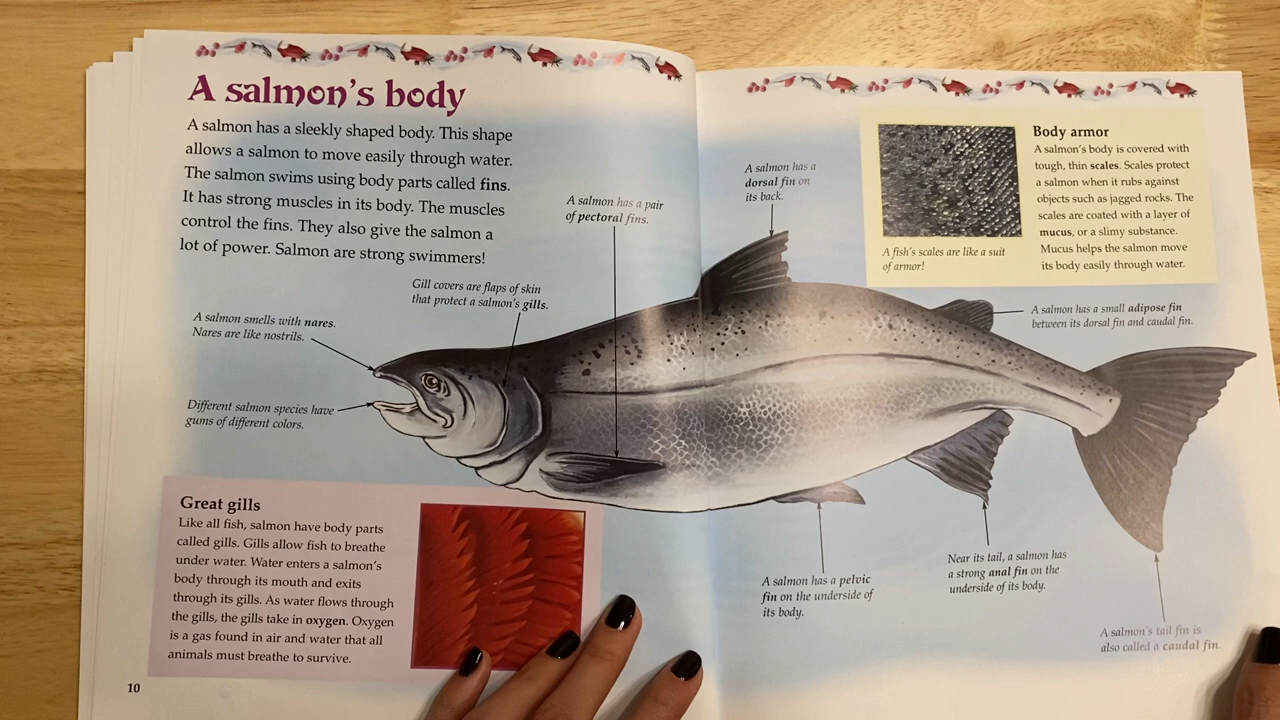 A salmon's body
A salmon has a sleekly shaped body. This shape
allows a salmon to move easily through water.
The salmon swims using body parts called fins.
It has strong muscles in its body. The muscles
control the fins. They also give the salmon a
lot of power. Salmon are strong swimmers!
A salmon has a pair
of pectoral fins.
Gill covers are flaps of skin
that protect a salmon's gills.
A salmon smells with nares.
Nares are like nostrils.
Different salmon species have
gums of different colors.
Great gills
Like all fish, salmon have body parts
called gills. Gills allow fish to breathe
under water. Water enters a salmon's
body through its mouth and exits
through its gills. As water flows through
the gills, the gills take in oxygen. Oxygen
is a gas found in air and water that all
animals must breathe to survive.
10
A salmon has a
dorsal fin on
its back.
A fish's scales are like a suit
of armor!
Body armor
A salmon's body is covered with
tough, thin scales. Scales protect
a salmon when it rubs against
objects such as jagged rocks. The
scales are coated with a layer of
mucus, or a slimy substance.
Mucus helps the salmon move
its body easily through water.
A salmon has a small adipose fin
between its dorsal fin and caudal fin.
A salmon has a pelvic
fin on the underside of
its body.
Near its tail, a salmon has
a strong anal fin on the
underside of its body.
A salmon's tail fin is
also called a caudal fin.